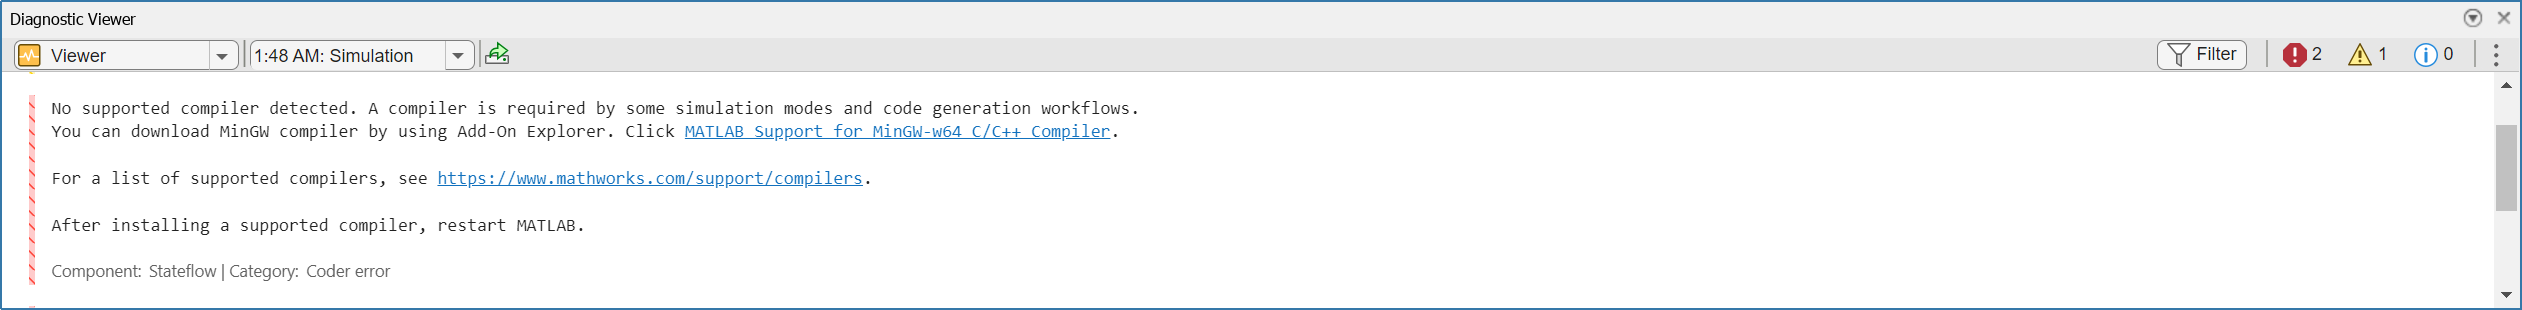 Diagnostic Viewer
Viewer
1:48 AM: Simulation
Filter
2
1
0
No supported compiler detected. A compiler is required by some simulation modes and code generation workflows.
You can download MinGW compiler by using Add-On Explorer. Click MATLAB Support for MinGW-w64 C/C++ Compiler.
For a list of supported compilers, see https://www.mathworks.com/support/compilers.
After installing a supported compiler, restart MATLAB.
Component: Stateflow | Category: Coder error